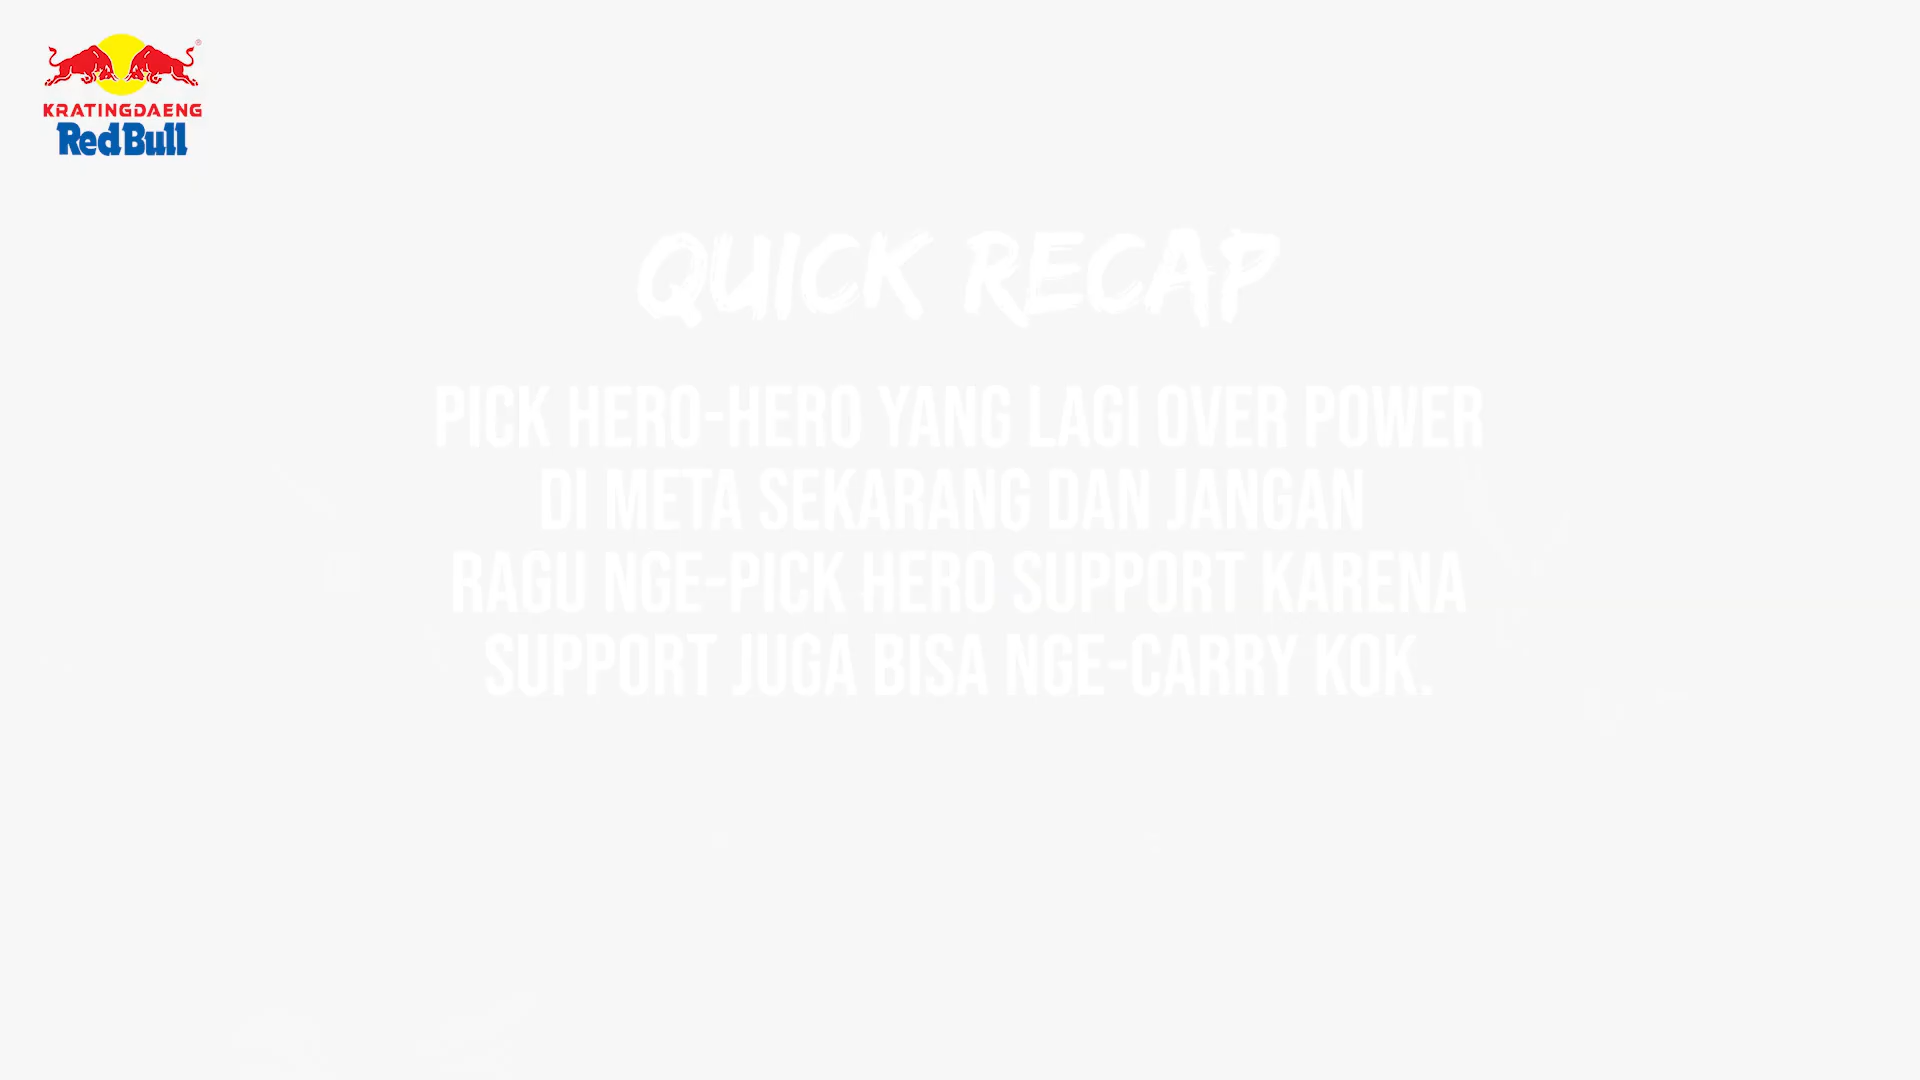 KRATINGDAENG
Red Bull
QUICK RECAP
PICK HERO-HERO YANG LAGI OVER POWER
DI META SEKARANG DAN JANGAN
RAGU NGE-PICK HERO SUPPORT KARENA
SUPPORT JUGA BISA NGE-CARRY KOK.